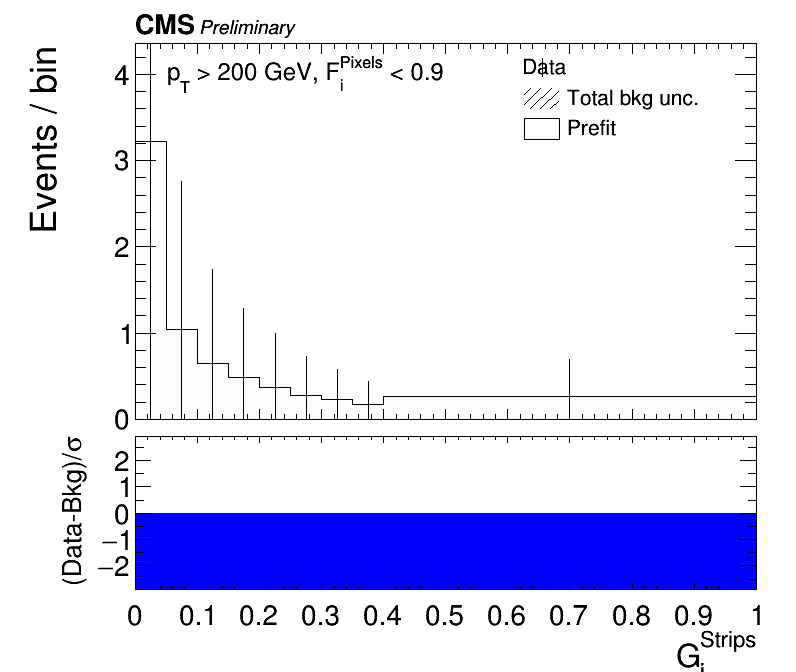 CMS Preliminary
p_T > 200 GeV, F_i^Pixels < 0.9
Data
Total bkg unc.
Prefit
Events / bin
4
3
2
1
0
(Data-Bkg)/σ
2
1
0
−1
−2
0 0.1 0.2 0.3 0.4 0.5 0.6 0.7 0.8 0.9 1
G_i^Strips